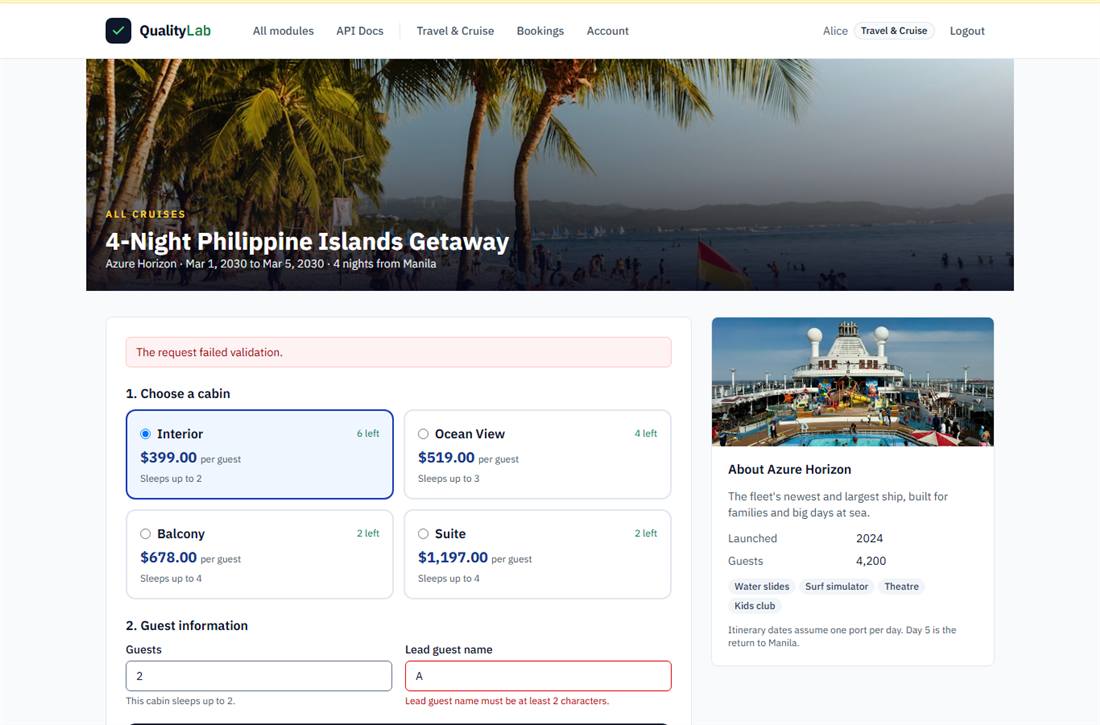 QualityLab
All modules
API Docs
Travel & Cruise
Bookings
Account
Alice
Travel & Cruise
Logout
ALL CRUISES
4-Night Philippine Islands Getaway
Azure Horizon · Mar 1, 2030 to Mar 5, 2030 · 4 nights from Manila
The request failed validation.
1. Choose a cabin
Interior
6 left
$399.00 per guest
Sleeps up to 2
Ocean View
4 left
$519.00 per guest
Sleeps up to 3
Balcony
2 left
$678.00 per guest
Sleeps up to 4
Suite
2 left
$1,197.00 per guest
Sleeps up to 4
2. Guest information
Guests
2
This cabin sleeps up to 2.
Lead guest name
A
Lead guest name must be at least 2 characters.
About Azure Horizon
The fleet's newest and largest ship, built for
families and big days at sea.
Launched 2024
Guests 4,200
Water slides
Surf simulator
Theatre
Kids club
Itinerary dates assume one port per day. Day 5 is the
return to Manila.